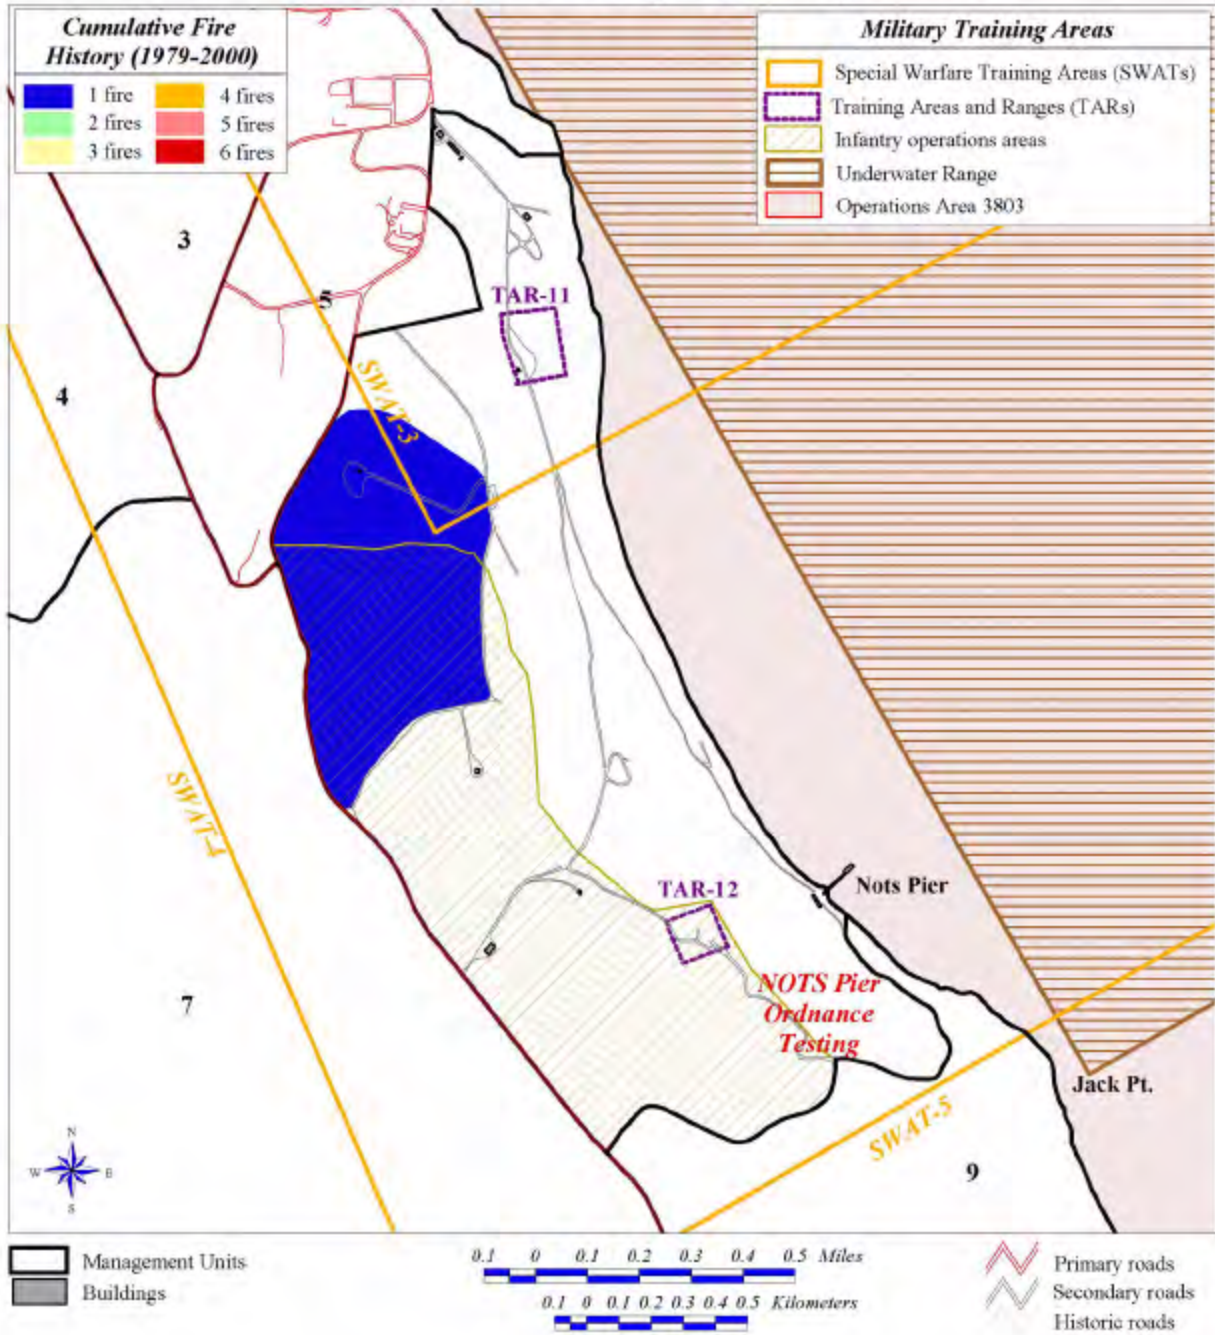 Cumulative Fire
History (1979-2000)
1 fire
4 fires
2 fires
5 fires
3 fires
6 fires
Military Training Areas
Special Warfare Training Areas (SWATs)
Training Areas and Ranges (TARs)
Infantry operations areas
Underwater Range
Operations Area 3803
3
5
TAR-11
SWAT-3
4
SWAT-4
TAR-12
Nots Pier
NOTS Pier
Ordnance
Testing
7
Jack Pt.
SWAT-5
9
N
W E
S
Management Units
Buildings
0.1 0 0.1 0.2 0.3 0.4 0.5 Miles
0.1 0 0.1 0.2 0.3 0.4 0.5 Kilometers
Primary roads
Secondary roads
Historic roads